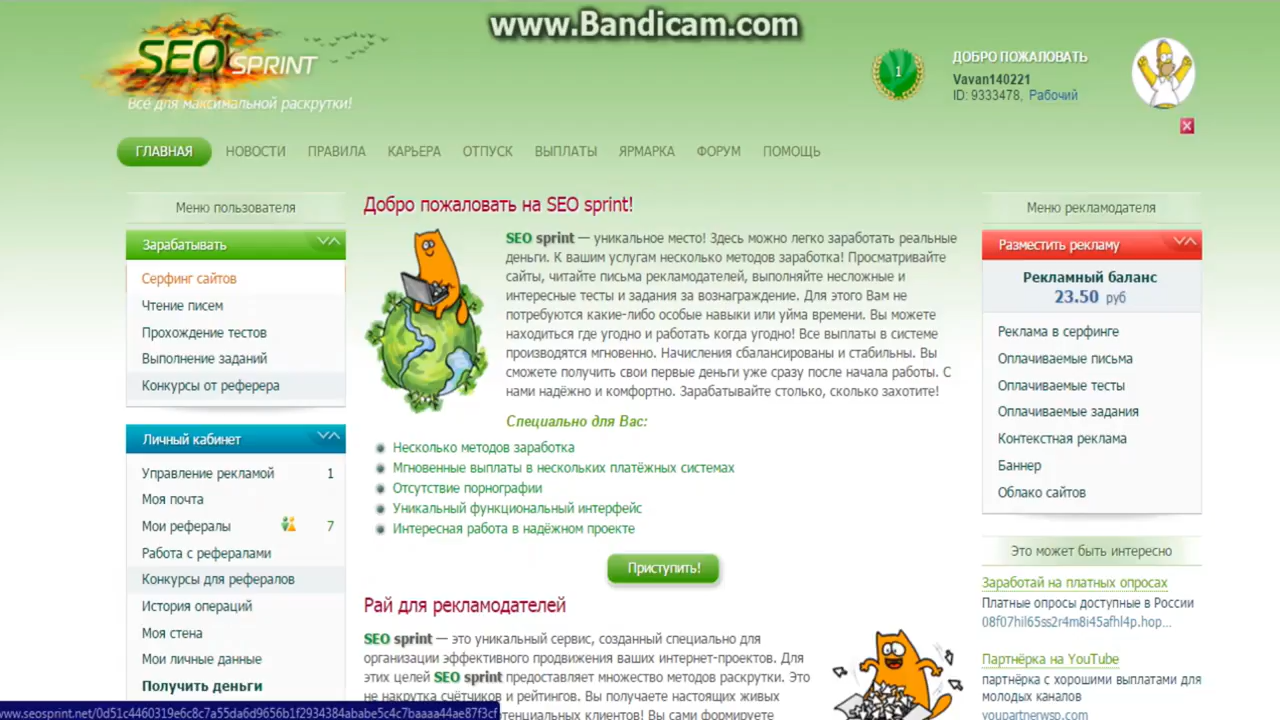 www.Bandicam.com
SEO SPRINT
Всё для максимальной раскрутки!
1
ДОБРО ПОЖАЛОВАТЬ
Vavan140221
ID: 9333478, Рабочий
ГЛАВНАЯ НОВОСТИ ПРАВИЛА КАРЬЕРА ОТПУСК ВЫПЛАТЫ ЯРМАРКА ФОРУМ ПОМОЩЬ
Меню пользователя
Зарабатывать
Серфинг сайтов
Чтение писем
Прохождение тестов
Выполнение заданий
Конкурсы от реферера
Личный кабинет
Управление рекламой 1
Моя почта
Мои рефералы 7
Работа с рефералами
Конкурсы для рефералов
История операций
Моя стена
Мои личные данные
Получить деньги
Добро пожаловать на SEO sprint!
SEO sprint — уникальное место! Здесь можно легко заработать реальные
деньги. К вашим услугам несколько методов заработка! Просматривайте
сайты, читайте письма рекламодателей, выполняйте несложные и
интересные тесты и задания за вознаграждение. Для этого Вам не
потребуются какие-либо особые навыки или уйма времени. Вы можете
находиться где угодно и работать когда угодно! Все выплаты в системе
производятся мгновенно. Начисления сбалансированы и стабильны. Вы
сможете получить свои первые деньги уже сразу после начала работы. С
нами надёжно и комфортно. Зарабатывайте столько, сколько захотите!
Специально для Вас:
Несколько методов заработка
Мгновенные выплаты в нескольких платёжных системах
Отсутствие порнографии
Уникальный функциональный интерфейс
Интересная работа в надёжном проекте
Приступить!
Рай для рекламодателей
SEO sprint — это уникальный сервис, созданный специально для
организации эффективного продвижения ваших интернет-проектов. Для
этих целей SEO sprint предоставляет множество методов раскрутки. Это
не накрутка счётчиков и рейтингов. Вы получаете настоящих живых
потенциальных клиентов! Вы сами формирует
Меню рекламодателя
Разместить рекламу
Рекламный баланс
23.50 руб
Реклама в серфинге
Оплачиваемые письма
Оплачиваемые тесты
Оплачиваемые задания
Контекстная реклама
Баннер
Облако сайтов
Это может быть интересно
Заработай на платных опросах
Платные опросы доступные в России
08f07hil65ss2r4m8i45afhl4p.hop...
Партнёрка на YouTube
партнёрка с хорошими выплатами для
молодых каналов
youpartnerwsp.com